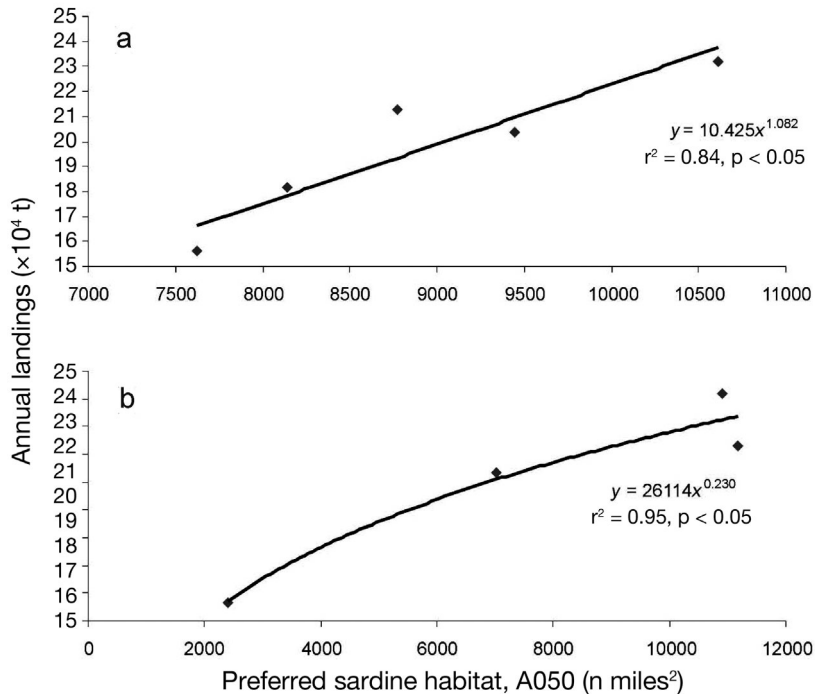 a
25
24
23
22
21
20
19
18
17
16
15
7000 7500 8000 8500 9000 9500 10000 10500 11000
y = 10.425x^1.082
r² = 0.84, p < 0.05
Annual landings (×10⁴ t)
b
25
24
23
22
21
20
19
18
17
16
15
0 2000 4000 6000 8000 10000 12000
y = 26114x^0.230
r² = 0.95, p < 0.05
Preferred sardine habitat, A050 (n miles²)